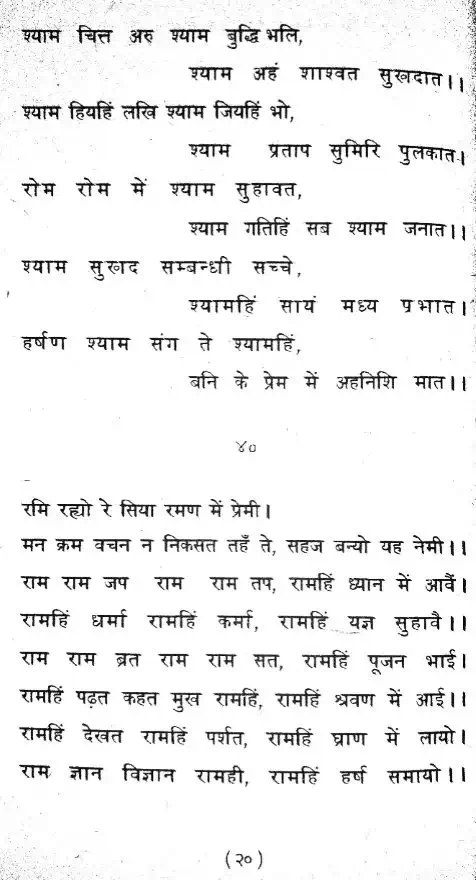 श्याम चित्त अरु श्याम बुद्धि भलि,
श्याम अहं शाश्वत सुखदात।।
श्याम हियहिं लखि श्याम जियहिं भो,
श्याम प्रताप सुमिरि पुलकात।
रोम रोम में श्याम सुहावत,
श्याम गतिहिं सब श्याम जनात।।
श्याम सुखद सम्बन्धी सच्चे,
श्यामहिं सायं मध्य प्रभात।
हर्षण श्याम संग ते श्यामहिं,
बनि के प्रेम में अहनिशि मात।।
४०
रमि रह्यो रे सिया रमण में प्रेमी।
मन क्रम वचन न निकसत तहँ ते, सहज बन्यो यह नेमी।।
राम राम जप राम राम तप, रामहिं ध्यान में आवैं।
रामहिं धर्मा रामहिं कर्मा, रामहिं यज्ञ सुहावै।।
राम राम व्रत राम राम सत, रामहिं पूजन भाई।
रामहिं पढ़त कहत मुख रामहिं, रामहिं श्रवण में आई।।
रामहिं देखत रामहिं पर्शत, रामहिं घ्राण में लायो।
राम ज्ञान विज्ञान रामही, रामहिं हर्ष समायो।।
(२०)